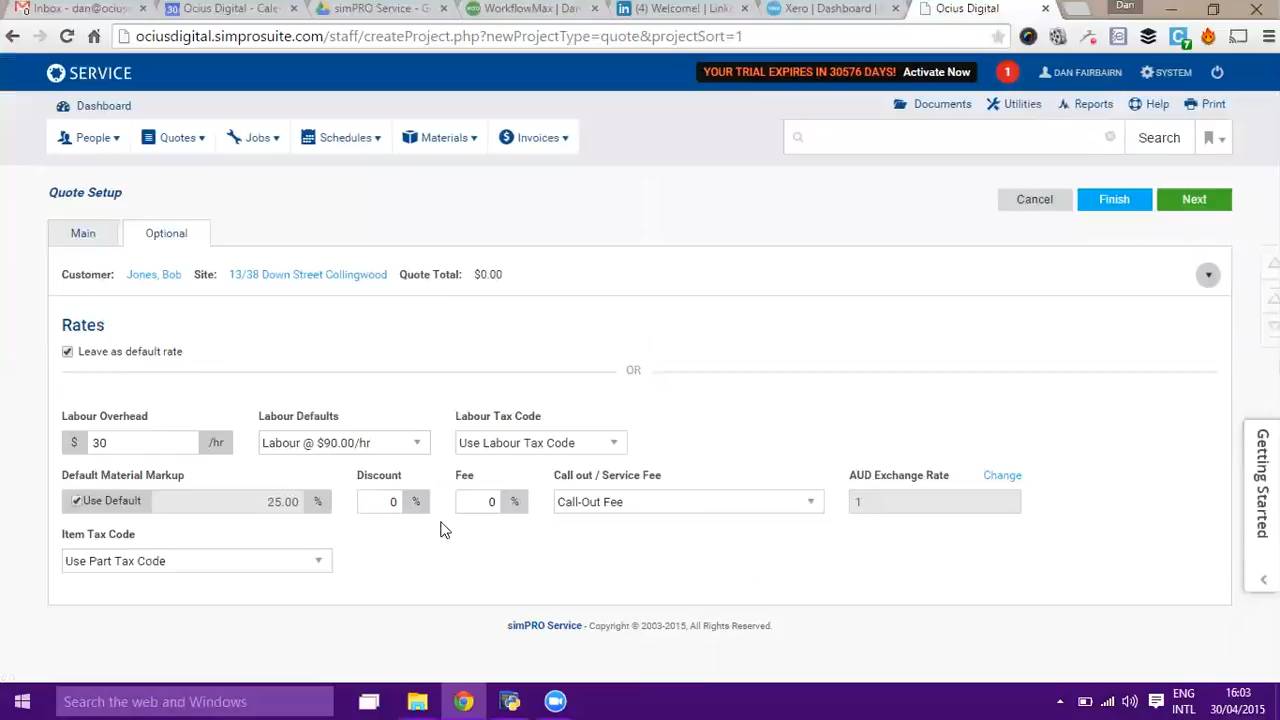 Inbox (3) - dan@ocius
Ocius Digital - Cale
simPRO Service - G
WorkflowMax | Dan
(4) Welcome! | Link
Xero | Dashboard
Ocius Digital
Dan
ociusdigital.simprosuite.com/staff/createProject.php?newProjectType=quote&projectSort=1
SERVICE
YOUR TRIAL EXPIRES IN 30576 DAYS! Activate Now
1
DAN FAIRBAIRN
SYSTEM
Dashboard
Documents
Utilities
Reports
Help
Print
People
Quotes
Jobs
Schedules
Materials
Invoices
Search
Quote Setup
Cancel
Finish
Next
Main
Optional
Customer: Jones, Bob Site: 13/38 Down Street Collingwood Quote Total: $0.00
Rates
Leave as default rate
OR
Labour Overhead
Labour Defaults
Labour Tax Code
$ 30 /hr
Labour @ $90.00/hr
Use Labour Tax Code
Default Material Markup
Discount
Fee
Call out / Service Fee
AUD Exchange Rate
Change
Use Default 25.00 %
0 %
0 %
Call-Out Fee
1
Item Tax Code
Use Part Tax Code
Getting Started
simPRO Service - Copyright © 2003-2015, All Rights Reserved.
Search the web and Windows
ENG
INTL
16:03
30/04/2015